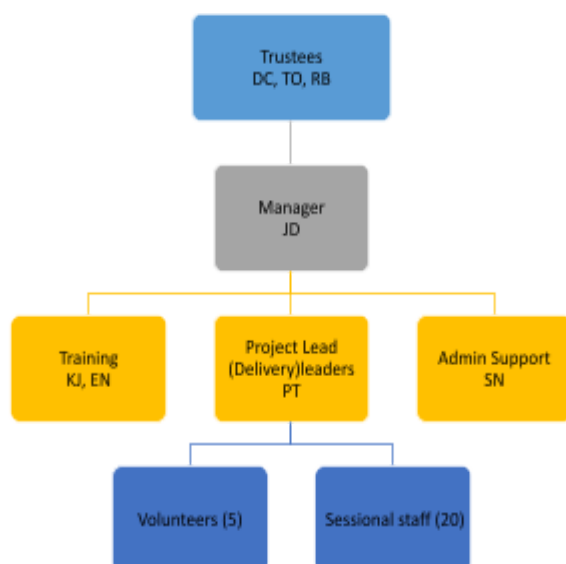 Trustees
DC, TO, RB
Manager
JD
Training
KJ, EN
Project Lead
(Delivery)leaders
PT
Admin Support
SN
Volunteers (5)
Sessional staff (20)